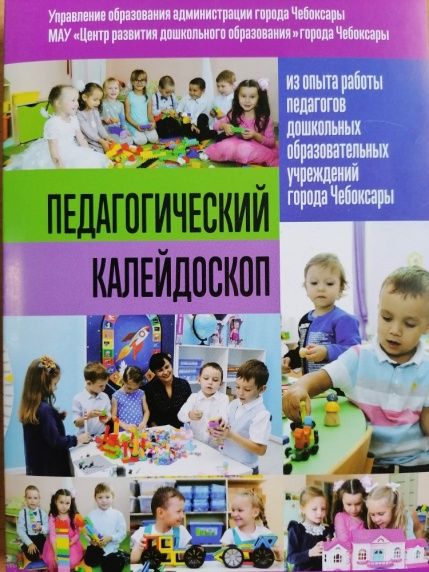 Управление образования администрации города Чебоксары
МАУ «Центр развития дошкольного образования» города Чебоксары
из опыта работы
педагогов
дошкольных
образовательных
учреждений
города Чебоксары
ПЕДАГОГИЧЕСКИЙ
КАЛЕЙДОСКОП